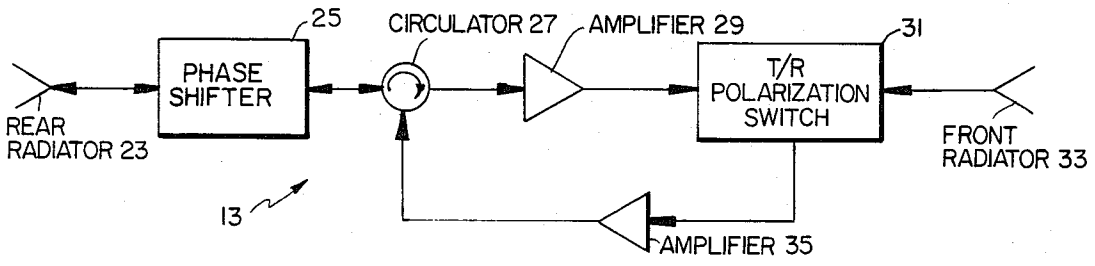 25
CIRCULATOR 27
AMPLIFIER 29
31
PHASE
SHIFTER
T/R
POLARIZATION
SWITCH
REAR
RADIATOR 23
FRONT
RADIATOR 33
13
AMPLIFIER 35